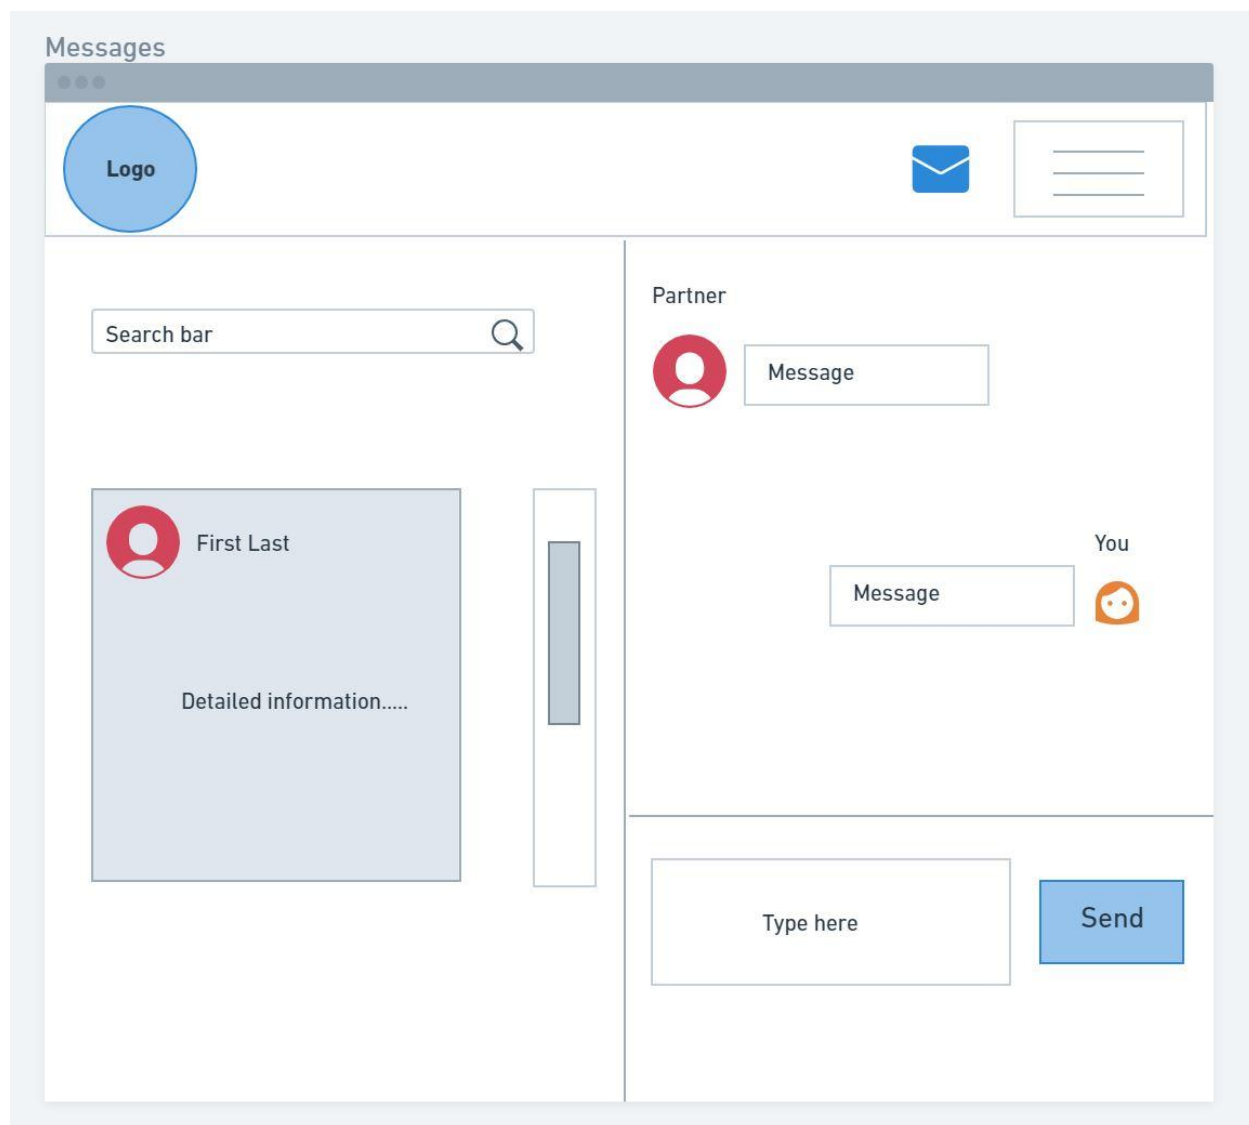 Messages
Logo
Search bar
First Last
Detailed information.....
Partner
Message
You
Message
Type here
Send